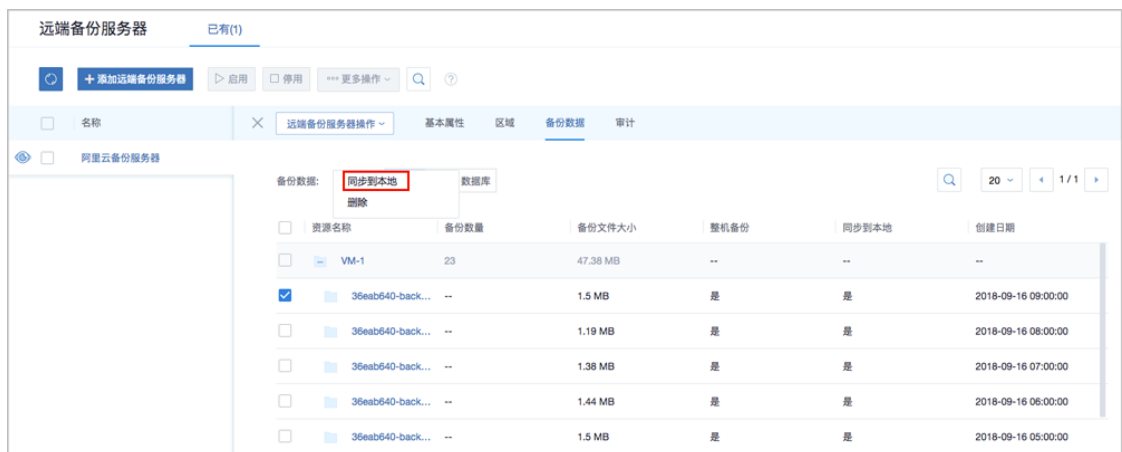 远端备份服务器 已有(1)
+ 添加远端备份服务器 启用 停用 更多操作
名称 远端备份服务器操作 基本属性 区域 备份数据 审计
阿里云备份服务器
备份数据: 同步到本地 数据库 20 1 / 1
删除
资源名称 备份数量 备份文件大小 整机备份 同步到本地 创建日期
VM-1 23 47.38 MB -- -- --
36eab640-back... -- 1.5 MB 是 是 2018-09-16 09:00:00
36eab640-back... -- 1.19 MB 是 是 2018-09-16 08:00:00
36eab640-back... -- 1.38 MB 是 是 2018-09-16 07:00:00
36eab640-back... -- 1.44 MB 是 是 2018-09-16 06:00:00
36eab640-back... -- 1.5 MB 是 是 2018-09-16 05:00:00